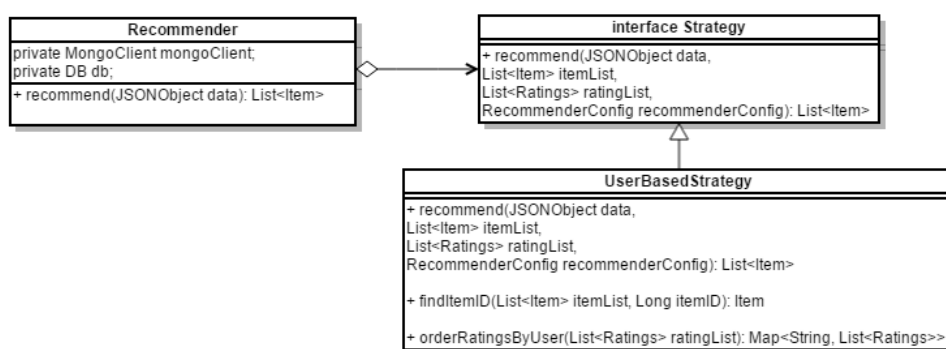 Recommender
private MongoClient mongoClient;
private DB db;
+ recommend(JSONObject data): List<Item>
interface Strategy
+ recommend(JSONObject data,
List<Item> itemList,
List<Ratings> ratingList,
RecommenderConfig recommenderConfig): List<Item>
UserBasedStrategy
+ recommend(JSONObject data,
List<Item> itemList,
List<Ratings> ratingList,
RecommenderConfig recommenderConfig): List<Item>
+ findItemID(List<Item> itemList, Long itemID): Item
+ orderRatingsByUser(List<Ratings> ratingList): Map<String, List<Ratings>>